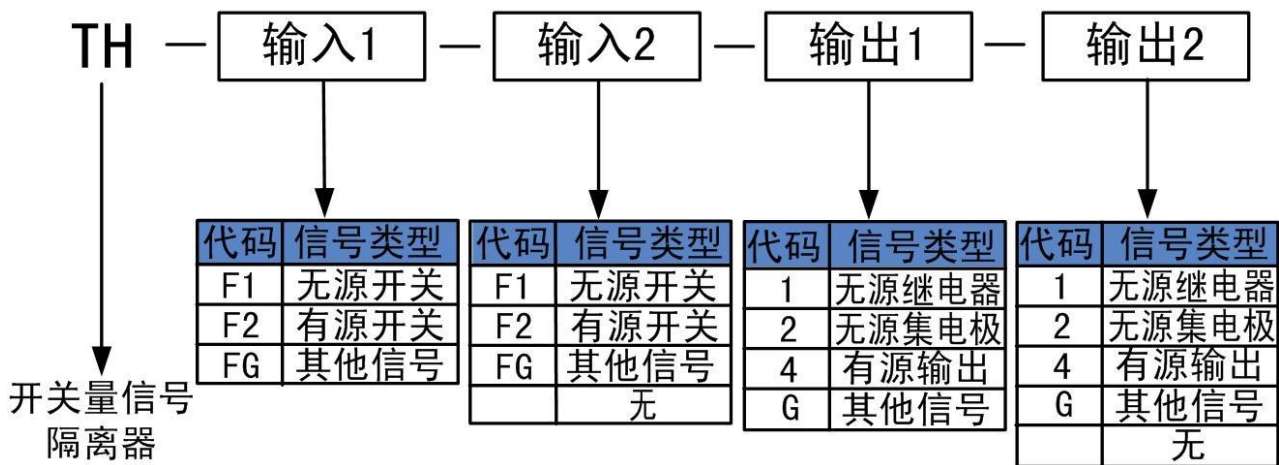 TH — 输入1 — 输入2 — 输出1 — 输出2
代码 信号类型
F1 无源开关
F2 有源开关
FG 其他信号
代码 信号类型
F1 无源开关
F2 有源开关
FG 其他信号
无
代码 信号类型
1 无源继电器
2 无源集电极
4 有源输出
G 其他信号
代码 信号类型
1 无源继电器
2 无源集电极
4 有源输出
G 其他信号
无
开关量信号
隔离器